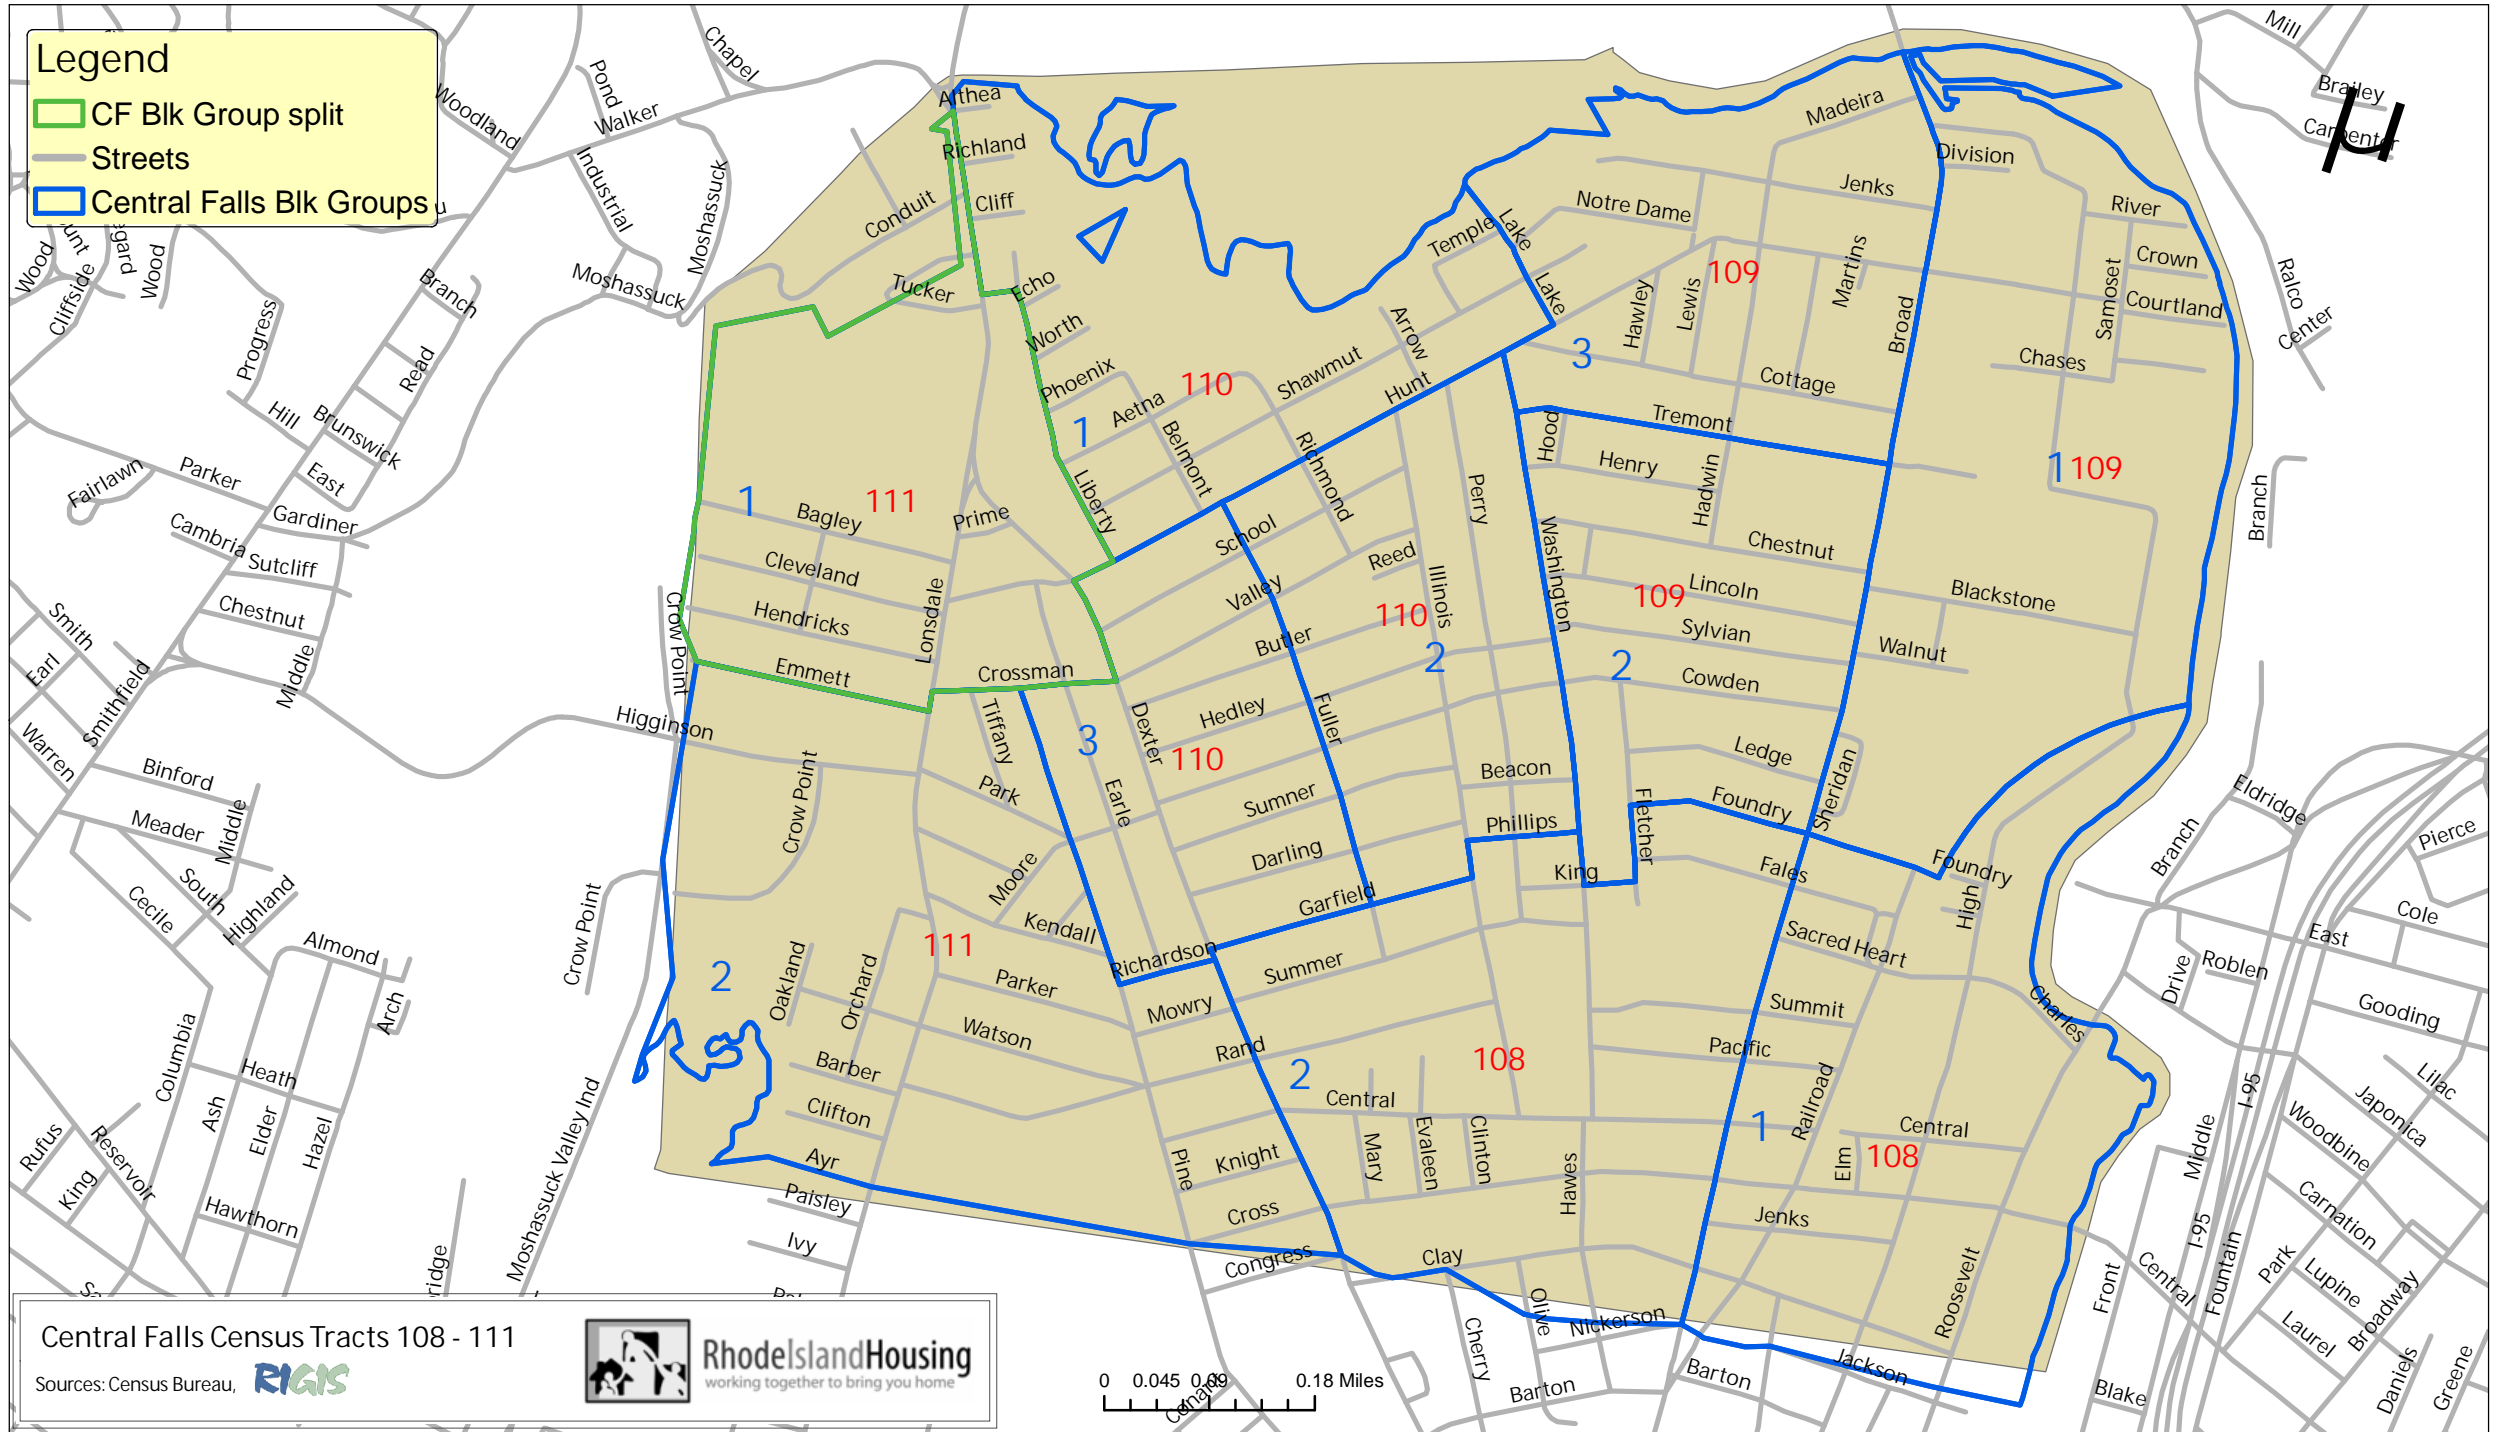 Legend
CF Blk Group split
Streets
Central Falls Blk Groups
Chapel
Pond
Woodland
Walker
Industrial
Moshassuck
Moshassuck
Wood
Cliffside
Wood
Progress
Branch
Read
Hill
Brunswick
East
Parker
Fairlawn
Gardiner
Cambria
Sutcliff
Chestnut
Middle
Smith
Earl
Warren
Smithfield
Binford
Meader
Middle
South
Highland
Cecile
Almond
Arch
Columbia
Heath
Ash
Elder
Hazel
Hawthorn
Reservoir
Rufus
King
Higginson
Crow Point
Crow Point
Crow Point
Moshassuck Valley Ind
Althea
Richland
Cliff
Conduit
Tucker
Echo
Worth
Phoenix
Aetna
Belmont
Liberty
110
1
Shawmut
Arrow
Hunt
Richmond
School
Valley
Reed
Illinois
Perry
Butler
Hedley
Fuller
Dexter
110
2
110
3
Earle
Sumner
Darling
Garfield
Beacon
Phillips
King
Temple
Lake
Lake
Notre Dame
Madeira
Jenks
Division
River
Crown
Courtland
Samoset
Martins
Broad
Hawley
Lewis
109
3
Cottage
Chases
Tremont
Hood
Henry
Hadwin
Washington
Chestnut
Lincoln
109
Sylvian
2
Cowden
Blackstone
Walnut
1
109
Ledge
Sheridan
Foundry
Fletcher
Fales
Foundry
High
Sacred Heart
Charles
Summit
Pacific
Railroad
1
Central
Elm
108
Jenks
Roosevelt
Jackson
Barton
1
111
Bagley
Prime
Cleveland
Hendricks
Lonsdale
Emmett
Crossman
Tiffany
Park
Moore
Kendall
Richardson
111
2
Oakland
Orchard
Parker
Watson
Barber
Clifton
Ayr
Paisley
Ivy
Mowry
Summer
Rand
2
108
Central
Mary
Evaleen
Clinton
Hawes
Pine
Knight
Cross
Congress
Clay
Olive
Nickerson
Cherry
Barton
Mill
Brailey
Carpenter
Ralco
Center
Branch
Eldridge
Branch
Pierce
Cole
East
Roblen
Drive
Gooding
Lilac
Japonica
Woodbine
Carnation
Lupine
Laurel
Park
Broadway
Daniels
Greene
Middle
I-95
I-95
Fountain
Front
Central
Blake
Central Falls Census Tracts 108 - 111
Sources: Census Bureau, RIGIS
RhodeIslandHousing
working together to bring you home
0 0.045 0.09 0.18 Miles